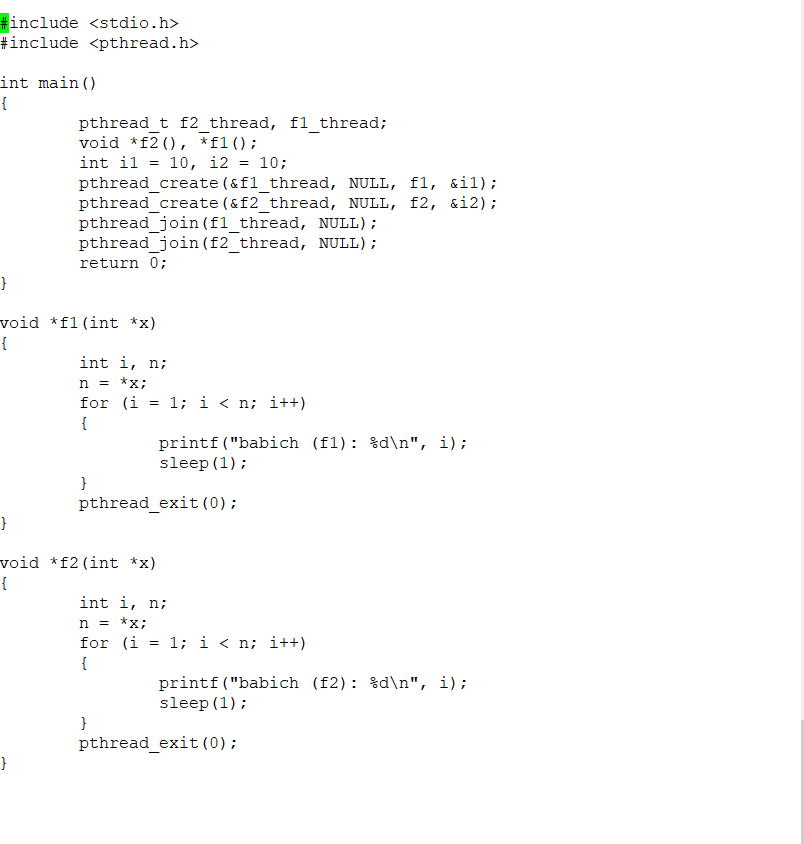 #include <stdio.h>
#include <pthread.h>
int main()
{
pthread_t f2_thread, f1_thread;
void *f2(), *f1();
int i1 = 10, i2 = 10;
pthread_create(&f1_thread, NULL, f1, &i1);
pthread_create(&f2_thread, NULL, f2, &i2);
pthread_join(f1_thread, NULL);
pthread_join(f2_thread, NULL);
return 0;
}
void *f1(int *x)
{
int i, n;
n = *x;
for (i = 1; i < n; i++)
{
printf("babich (f1): %d\n", i);
sleep(1);
}
pthread_exit(0);
}
void *f2(int *x)
{
int i, n;
n = *x;
for (i = 1; i < n; i++)
{
printf("babich (f2): %d\n", i);
sleep(1);
}
pthread_exit(0);
}